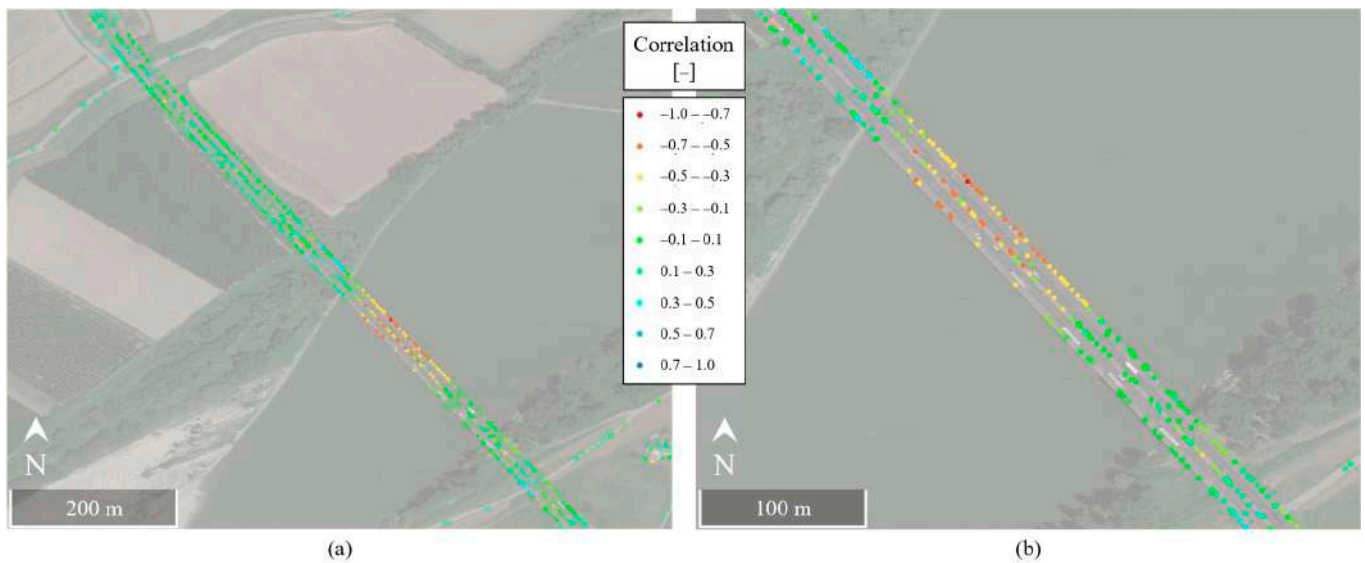 Correlation
[–]
–1.0 – –0.7
–0.7 – –0.5
–0.5 – –0.3
–0.3 – –0.1
–0.1 – 0.1
0.1 – 0.3
0.3 – 0.5
0.5 – 0.7
0.7 – 1.0
N
200 m
N
100 m
(a)
(b)